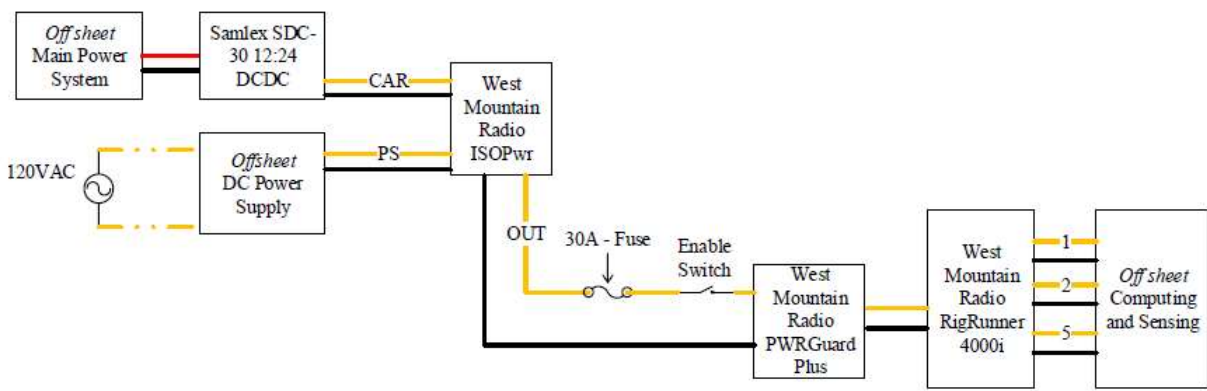 Offsheet
Main Power
System
Samlex SDC-
30 12:24
DCDC
CAR
West
Mountain
Radio
ISOPwr
120VAC
Offsheet
DC Power
Supply
PS
OUT
30A - Fuse
Enable
Switch
West
Mountain
Radio
PWRGuard
Plus
West
Mountain
Radio
RigRunner
4000i
1
2
5
Offsheet
Computing
and Sensing